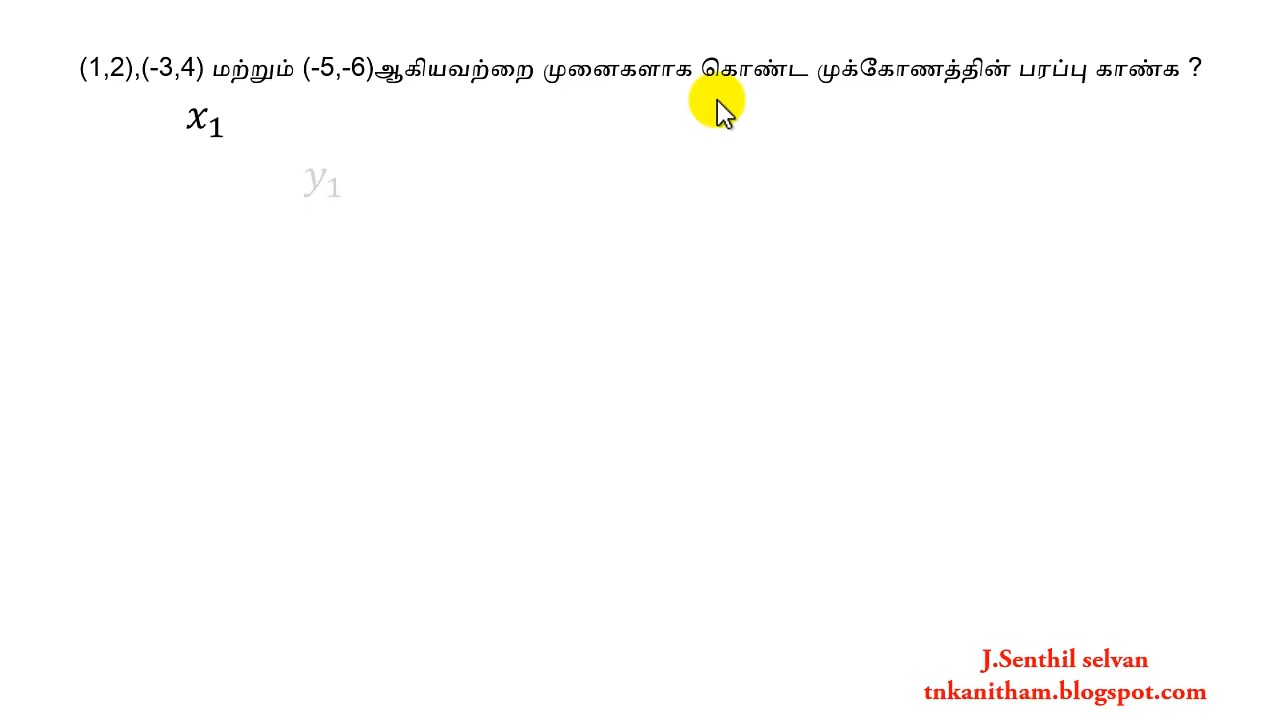 (1,2),(-3,4) மற்றும் (-5,-6)ஆகியவற்றை முனைகளாக கொண்ட முக்கோணத்தின் பரப்பு காண்க ?
x₁
y₁
J.Senthil selvan
tnkanitham.blogspot.com